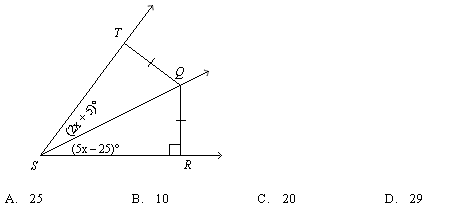 T
Q
(2x + 5)°
(5x – 25)°
S
R
A. 25 B. 10 C. 20 D. 29